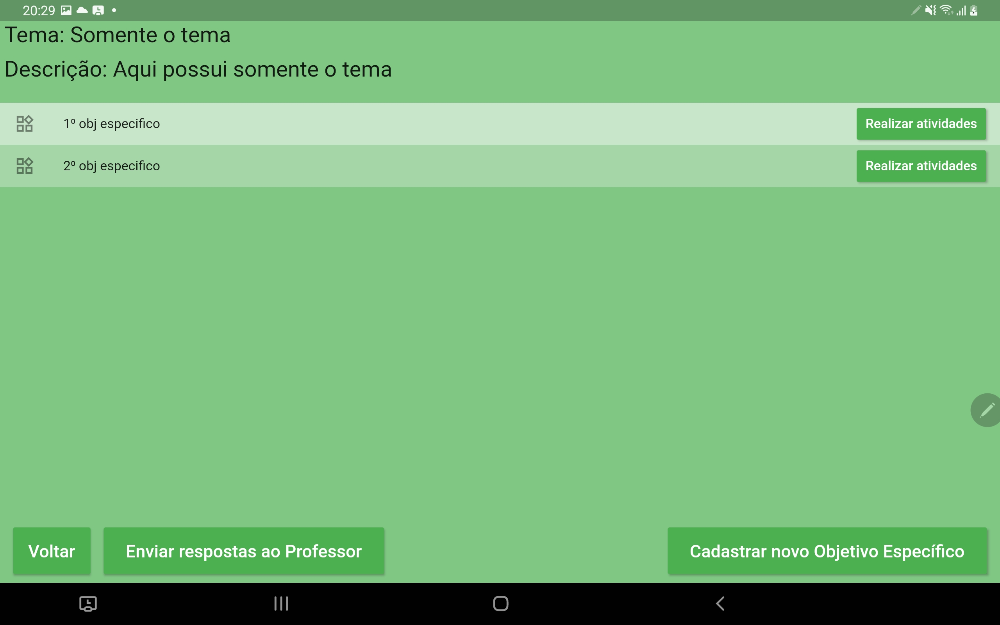 20:29
Tema: Somente o tema
Descrição: Aqui possui somente o tema
1º obj especifico
Realizar atividades
2º obj especifico
Realizar atividades
Voltar
Enviar respostas ao Professor
Cadastrar novo Objetivo Específico